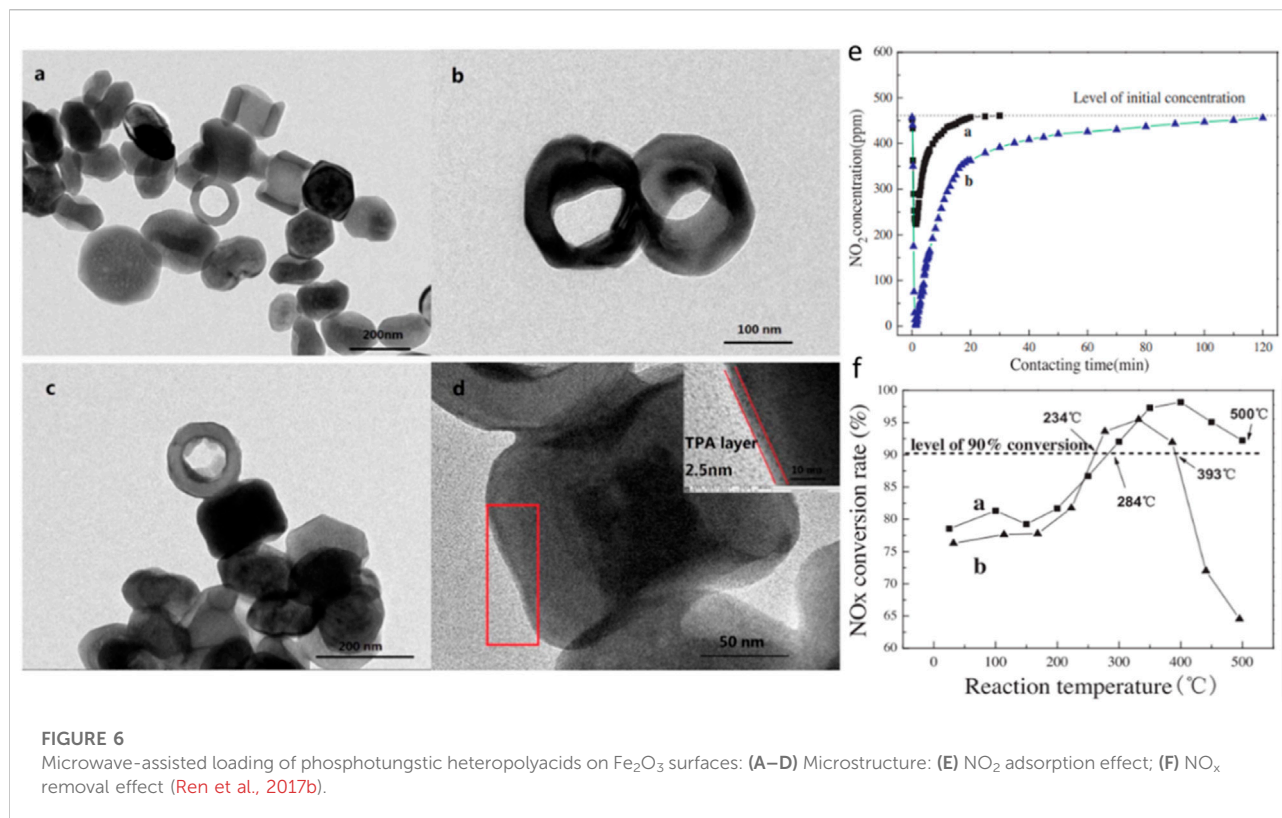 a
200nm
b
100 nm
c
200 nm
d
TPA layer
2.5nm
10 nm
50 nm
e
600
500
400
300
200
100
0
NO₂ concentration(ppm)
Level of initial concentration
a
b
0 20 40 60 80 100 120
Contacting time(min)
f
100
95
90
85
80
75
70
65
60
NOx conversion rate (%)
234℃
500℃
level of 90% conversion
284℃
393℃
a
b
0 100 200 300 400 500
Reaction temperature (℃)
FIGURE 6
Microwave-assisted loading of phosphotungstic heteropolyacids on Fe₂O₃ surfaces: (A–D) Microstructure: (E) NO₂ adsorption effect; (F) NOₓ
removal effect (Ren et al., 2017b).